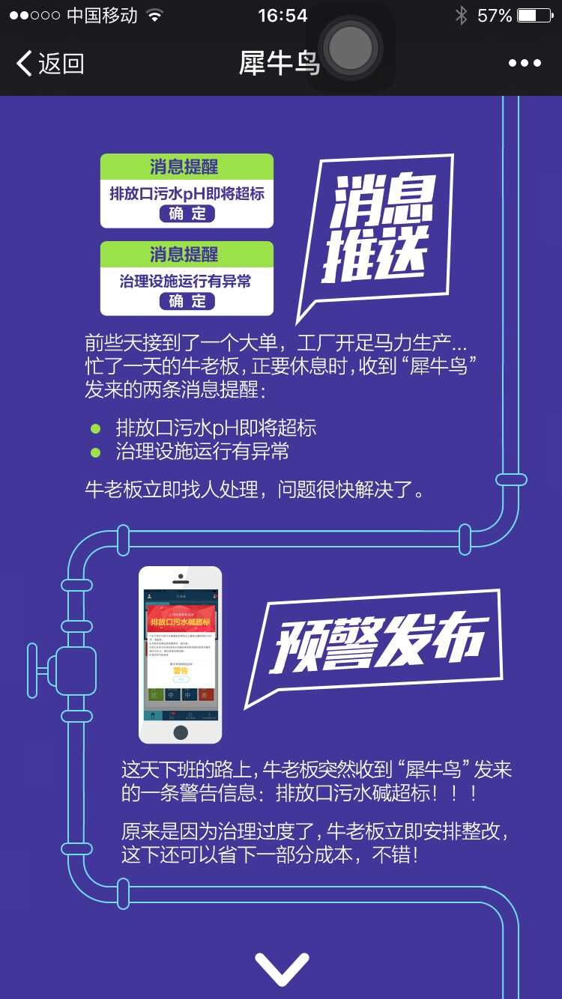 中国移动
16:54
57%
返回
犀牛鸟
消息提醒
排放口污水pH即将超标
确 定
消息提醒
治理设施运行有异常
确 定
消息
推送
前些天接到了一个大单，工厂开足马力生产...
忙了一天的牛老板,正要休息时,收到“犀牛鸟”
发来的两条消息提醒：
排放口污水pH即将超标
治理设施运行有异常
牛老板立即找人处理，问题很快解决了。
排放口污水碱超标
警告
中
中
差
预警发布
这天下班的路上,牛老板突然收到“犀牛鸟”发来
的一条警告信息：排放口污水碱超标！！！
原来是因为治理过度了,牛老板立即安排整改,
这下还可以省下一部分成本，不错！